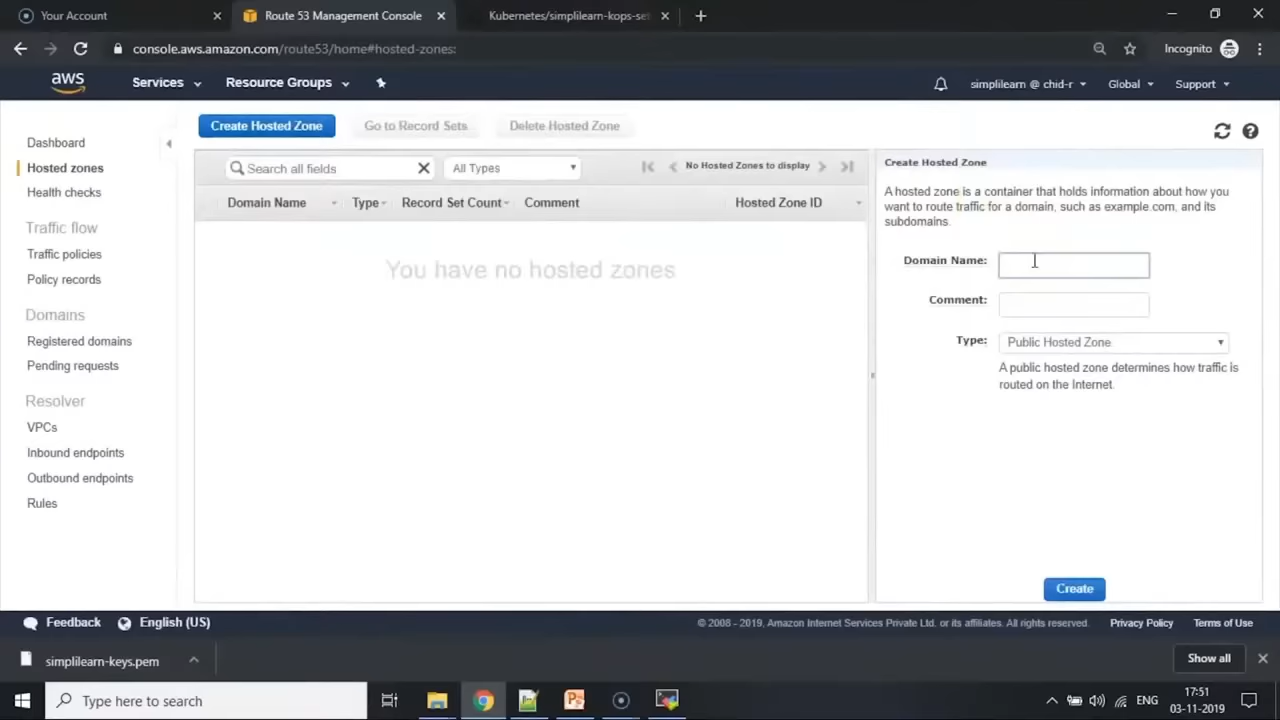 Your Account
Route 53 Management Console
Kubernetes/simplilearn-kops-set
console.aws.amazon.com/route53/home#hosted-zones:
Incognito
aws
Services
Resource Groups
simplilearn @ chid-r
Global
Support
Dashboard
Hosted zones
Health checks
Traffic flow
Traffic policies
Policy records
Domains
Registered domains
Pending requests
Resolver
VPCs
Inbound endpoints
Outbound endpoints
Rules
Create Hosted Zone
Go to Record Sets
Delete Hosted Zone
Search all fields
All Types
No Hosted Zones to display
Domain Name
Type
Record Set Count
Comment
Hosted Zone ID
You have no hosted zones
Create Hosted Zone
A hosted zone is a container that holds information about how you
want to route traffic for a domain, such as example.com, and its
subdomains.
Domain Name:
Comment:
Type:
Public Hosted Zone
A public hosted zone determines how traffic is
routed on the Internet.
Create
Feedback
English (US)
© 2008 - 2019, Amazon Internet Services Private Ltd. or its affiliates. All rights reserved.
Privacy Policy
Terms of Use
simplilearn-keys.pem
Show all
Type here to search
ENG
17:51
03-11-2019